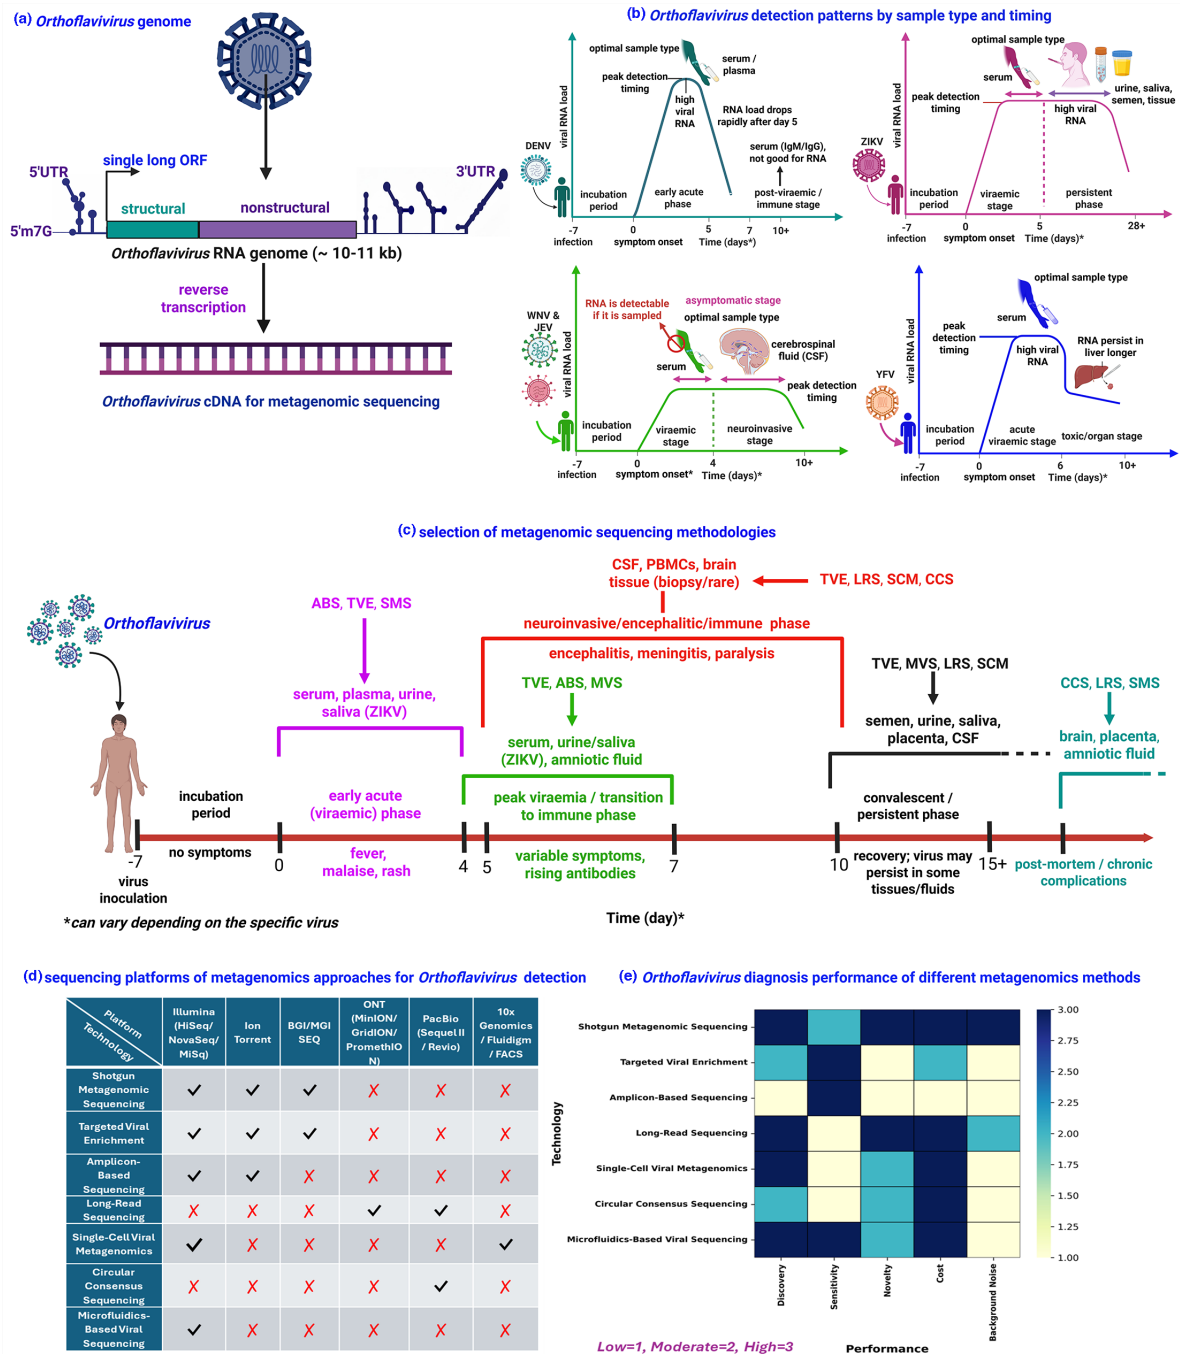 (a) Orthoflavivirus genome
5'UTR
single long ORF
3'UTR
structural
nonstructural
5'm7G
Orthoflavivirus RNA genome (~ 10-11 kb)
reverse
transcription
Orthoflavivirus cDNA for metagenomic sequencing
(b) Orthoflavivirus detection patterns by sample type and timing
viral RNA load
optimal sample type
serum /
plasma
peak detection
timing
high
viral
RNA
RNA load drops
rapidly after day 5
DENV
serum (IgM/IgG),
not good for RNA
incubation
period
early acute
phase
post-viraemic /
immune stage
-7
0
5
7
10+
infection
symptom onset
Time (days*)
viral RNA load
optimal sample type
serum
urine, saliva,
semen, tissue
peak detection
timing
high viral
RNA
ZIKV
incubation
period
viraemic
stage
persistent
phase
-7
0
5
28+
infection
symptom onset
Time (days)*
WNV &
JEV
viral RNA load
RNA is detectable
if it is sampled
asymptomatic stage
optimal sample type
cerebrospinal
fluid (CSF)
serum
peak detection
timing
incubation
period
viraemic
stage
neuroinvasive
stage
-7
0
4
10+
infection
symptom onset*
Time (days)*
viral RNA load
optimal sample type
serum
peak
detection
timing
high viral
RNA
RNA persist in
liver longer
YFV
incubation
period
acute
viraemic stage
toxic/organ stage
-7
0
6
10+
infection
symptom onset
Time (days)*
(c) selection of metagenomic sequencing methodologies
Orthoflavivirus
ABS, TVE, SMS
serum, plasma, urine,
saliva (ZIKV)
CSF, PBMCs, brain
tissue (biopsy/rare)
TVE, LRS, SCM, CCS
neuroinvasive/encephalitic/immune phase
encephalitis, meningitis, paralysis
TVE, ABS, MVS
serum, urine/saliva
(ZIKV), amniotic fluid
TVE, MVS, LRS, SCM
semen, urine, saliva,
placenta, CSF
CCS, LRS, SMS
brain, placenta,
amniotic fluid
incubation
period
early acute
(viraemic) phase
peak viraemia / transition
to immune phase
convalescent /
persistent phase
-7
0
4
5
7
10
15+
no symptoms
fever,
malaise, rash
variable symptoms,
rising antibodies
recovery; virus may
persist in some
tissues/fluids
post-mortem / chronic
complications
virus
inoculation
*can vary depending on the specific virus
Time (day)*
(d) sequencing platforms of metagenomics approaches for Orthoflavivirus detection
Platform
Technology
Illumina
(HiSeq/
NovaSeq/
MiSq)
Ion
Torrent
BGI/MGI
SEQ
ONT
(MinION/
GridION/
PromethIO
N)
PacBio
(Sequel II
/ Revio)
10x
Genomics
/ Fluidigm
/ FACS
Shotgun
Metagenomic
Sequencing
✓ ✓ ✓ ✗ ✗ ✗
Targeted Viral
Enrichment
✓ ✓ ✓ ✗ ✗ ✗
Amplicon-
Based
Sequencing
✓ ✓ ✗ ✗ ✗ ✗
Long-Read
Sequencing
✗ ✗ ✗ ✓ ✓ ✗
Single-Cell Viral
Metagenomics
✓ ✗ ✗ ✗ ✗ ✓
Circular
Consensus
Sequencing
✗ ✗ ✗ ✗ ✓ ✗
Microfluidics-
Based Viral
Sequencing
✓ ✗ ✗ ✗ ✗ ✗
(e) Orthoflavivirus diagnosis performance of different metagenomics methods
Technology
Shotgun Metagenomic Sequencing
Targeted Viral Enrichment
Amplicon-Based Sequencing
Long-Read Sequencing
Single-Cell Viral Metagenomics
Circular Consensus Sequencing
Microfluidics-Based Viral Sequencing
Discovery
Sensitivity
Novelty
Cost
Background Noise
3.00
2.75
2.50
2.25
2.00
1.75
1.50
1.25
1.00
Low=1, Moderate=2, High=3
Performance